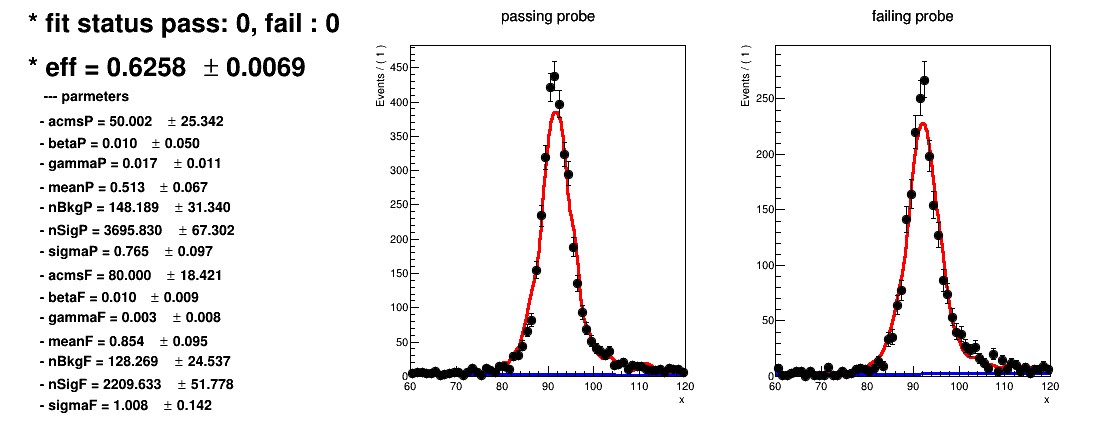 * fit status pass: 0, fail : 0
* eff = 0.6258 ± 0.0069
--- parmeters
- acmsP = 50.002 ± 25.342
- betaP = 0.010 ± 0.050
- gammaP = 0.017 ± 0.011
- meanP = 0.513 ± 0.067
- nBkgP = 148.189 ± 31.340
- nSigP = 3695.830 ± 67.302
- sigmaP = 0.765 ± 0.097
- acmsF = 80.000 ± 18.421
- betaF = 0.010 ± 0.009
- gammaF = 0.003 ± 0.008
- meanF = 0.854 ± 0.095
- nBkgF = 128.269 ± 24.537
- nSigF = 2209.633 ± 51.778
- sigmaF = 1.008 ± 0.142
passing probe
Events / ( 1 )
450
400
350
300
250
200
150
100
50
0
60 70 80 90 100 110 120
x
failing probe
Events / ( 1 )
250
200
150
100
50
0
60 70 80 90 100 110 120
x